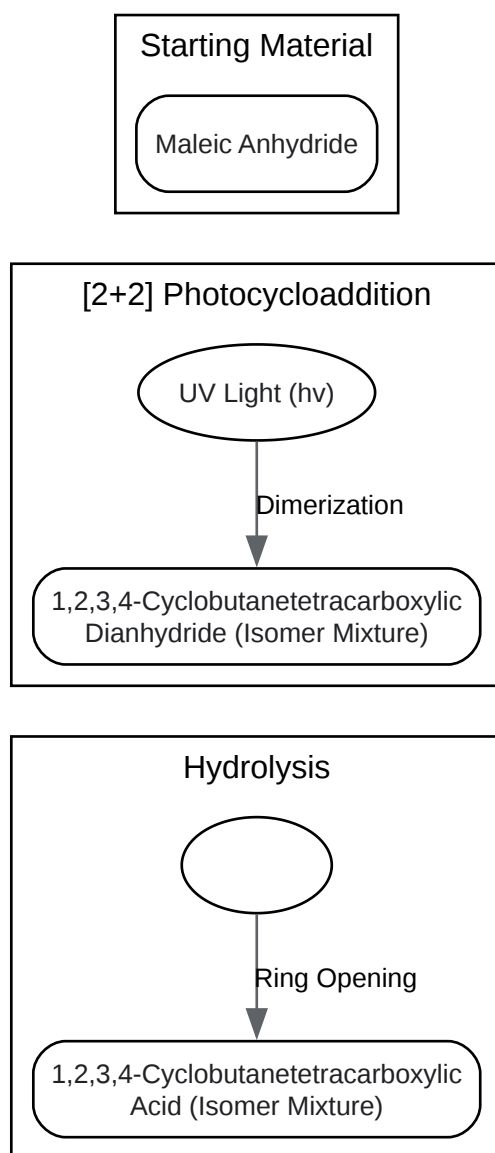 Starting Material
Maleic Anhydride
[2+2] Photocycloaddition
UV Light (hv)
Dimerization
1,2,3,4-Cyclobutanetetracarboxylic
Dianhydride (Isomer Mixture)
Hydrolysis
Ring Opening
1,2,3,4-Cyclobutanetetracarboxylic
Acid (Isomer Mixture)